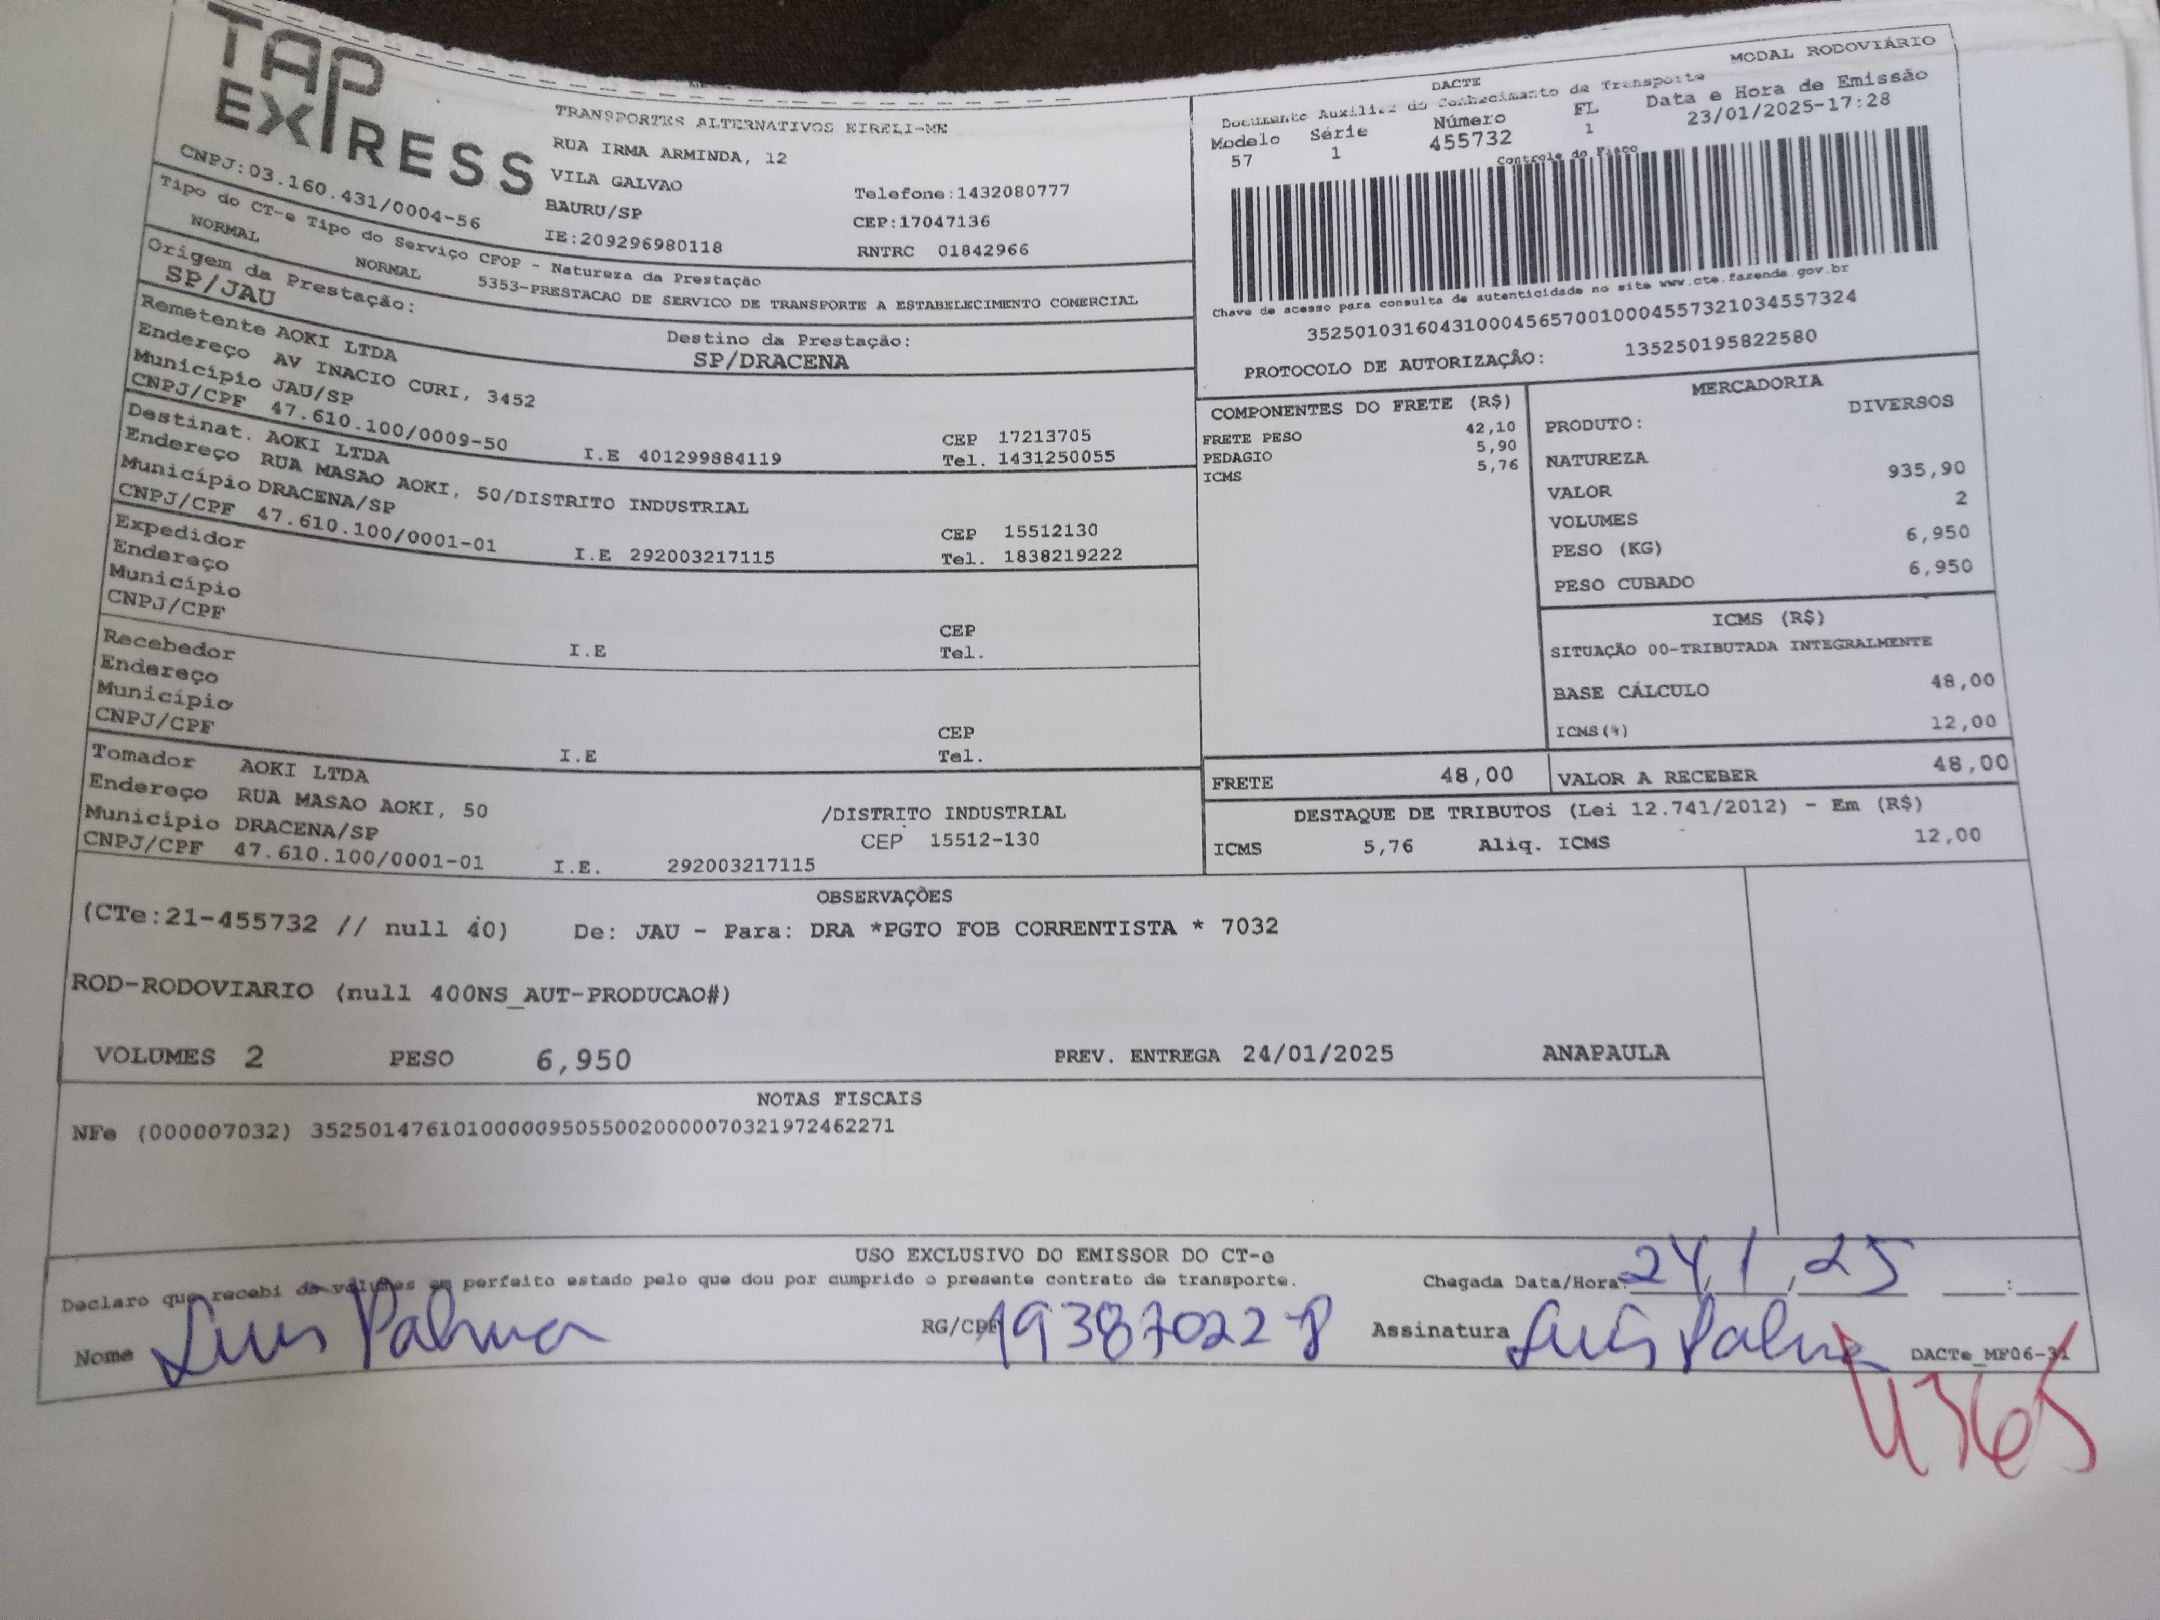 TAP
EXPRESS
TRANSPORTES ALTERNATIVOS EIRELI-ME
RUA IRMA ARMINDA, 12
VILA GALVAO
BAURU/SP
IE:209296980118
Telefone:1432080777
CEP:17047136
RNTRC 01842966
CNPJ:03.160.431/0004-56
Tipo do CT-e Tipo do Serviço CFOP - Natureza da Prestação
NORMAL NORMAL 5353-PRESTACAO DE SERVICO DE TRANSPORTE A ESTABELECIMENTO COMERCIAL
Origem da Prestação: Destino da Prestação:
SP/JAU SP/DRACENA
Remetente AOKI LTDA
Endereço AV INACIO CURI, 3452
Município JAU/SP CEP 17213705
CNPJ/CPF 47.610.100/0009-50 I.E 401299884119 Tel. 1431250055
Destinat. AOKI LTDA
Endereço RUA MASAO AOKI, 50/DISTRITO INDUSTRIAL
Município DRACENA/SP CEP 15512130
CNPJ/CPF 47.610.100/0001-01 I.E 292003217115 Tel. 1838219222
Expedidor
Endereço
Município CEP
CNPJ/CPF I.E Tel.
Recebedor
Endereço
Município CEP
CNPJ/CPF I.E Tel.
Tomador AOKI LTDA
Endereço RUA MASAO AOKI, 50 /DISTRITO INDUSTRIAL
Município DRACENA/SP CEP 15512-130
CNPJ/CPF 47.610.100/0001-01 I.E. 292003217115
DACTE MODAL RODOVIÁRIO
Documento Auxiliar do Conhecimento de Transporte
Modelo Série Número FL Data e Hora de Emissão
57 1 455732 1 23/01/2025-17:28
Controle do Fisco
Chave de acesso para consulta de autenticidade no site www.cte.fazenda.gov.br
35250103160431000456570010004557321034557324
PROTOCOLO DE AUTORIZAÇÃO: 135250195822580
COMPONENTES DO FRETE (R$)
FRETE PESO 42,10
PEDAGIO 5,90
ICMS 5,76
MERCADORIA
PRODUTO: DIVERSOS
NATUREZA
VALOR 935,90
VOLUMES 2
PESO (KG) 6,950
PESO CUBADO 6,950
ICMS (R$)
SITUAÇÃO 00-TRIBUTADA INTEGRALMENTE
BASE CÁLCULO 48,00
ICMS(%) 12,00
FRETE 48,00 VALOR A RECEBER 48,00
DESTAQUE DE TRIBUTOS (Lei 12.741/2012) - Em (R$)
ICMS 5,76 Aliq. ICMS 12,00
OBSERVAÇÕES
(CTe:21-455732 // null 40) De: JAU - Para: DRA *PGTO FOB CORRENTISTA * 7032
ROD-RODOVIARIO (null 400NS_AUT-PRODUCAO#)
VOLUMES 2 PESO 6,950 PREV. ENTREGA 24/01/2025 ANAPAULA
NOTAS FISCAIS
NFe (000007032) 35250147610100000950550020000070321972462271
USO EXCLUSIVO DO EMISSOR DO CT-e
Declaro que recebi os volumes em perfeito estado pelo que dou por cumprido o presente contrato de transporte. Chegada Data/Hora: 24/1/25 :
Nome Luis Palma RG/CPF 193870228 Assinatura Luis Palma
DACTe_MF06-31